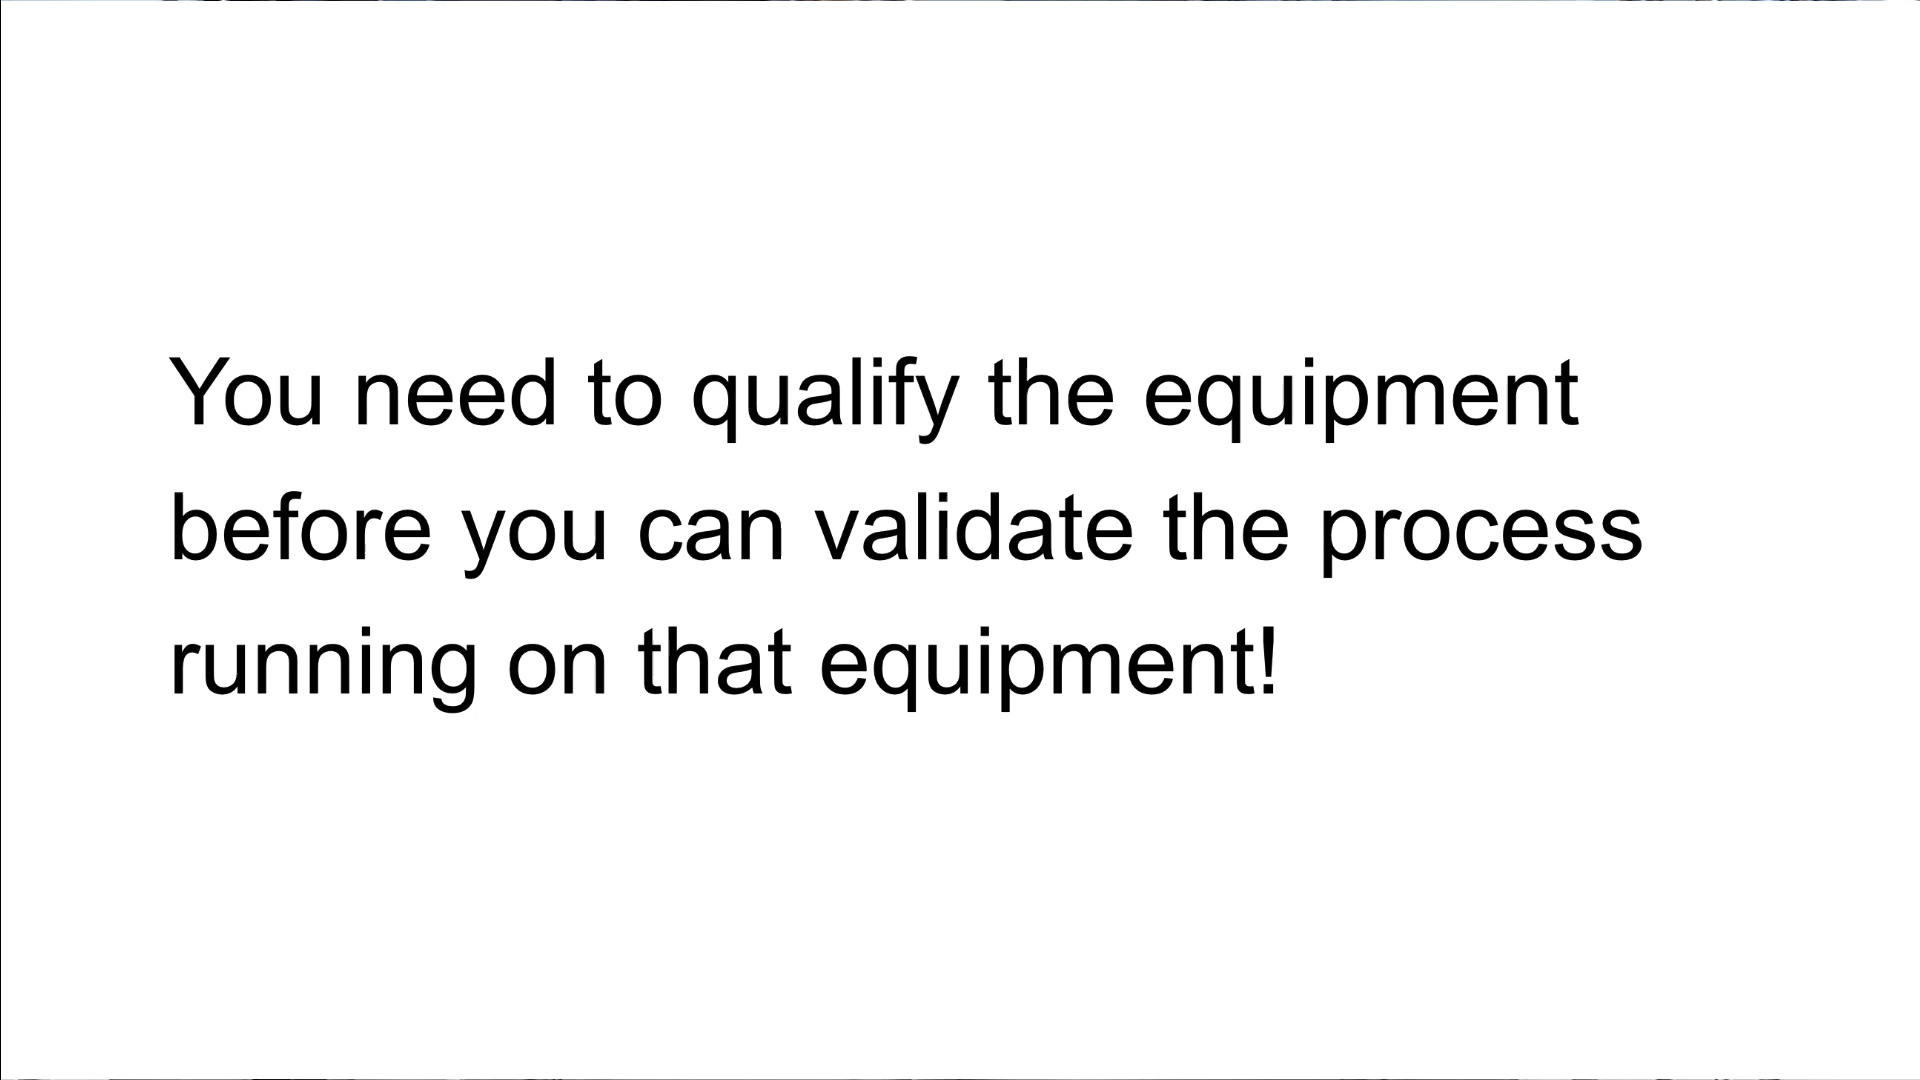 You need to qualify the equipment
before you can validate the process
running on that equipment!